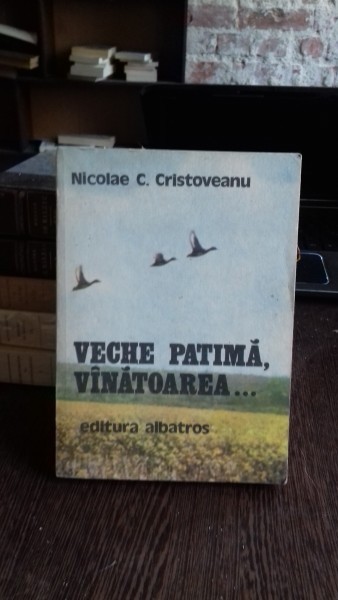 Nicolae C. Cristoveanu
VECHE PATIMĂ,
VÎNĂTOAREA...
editura albatros